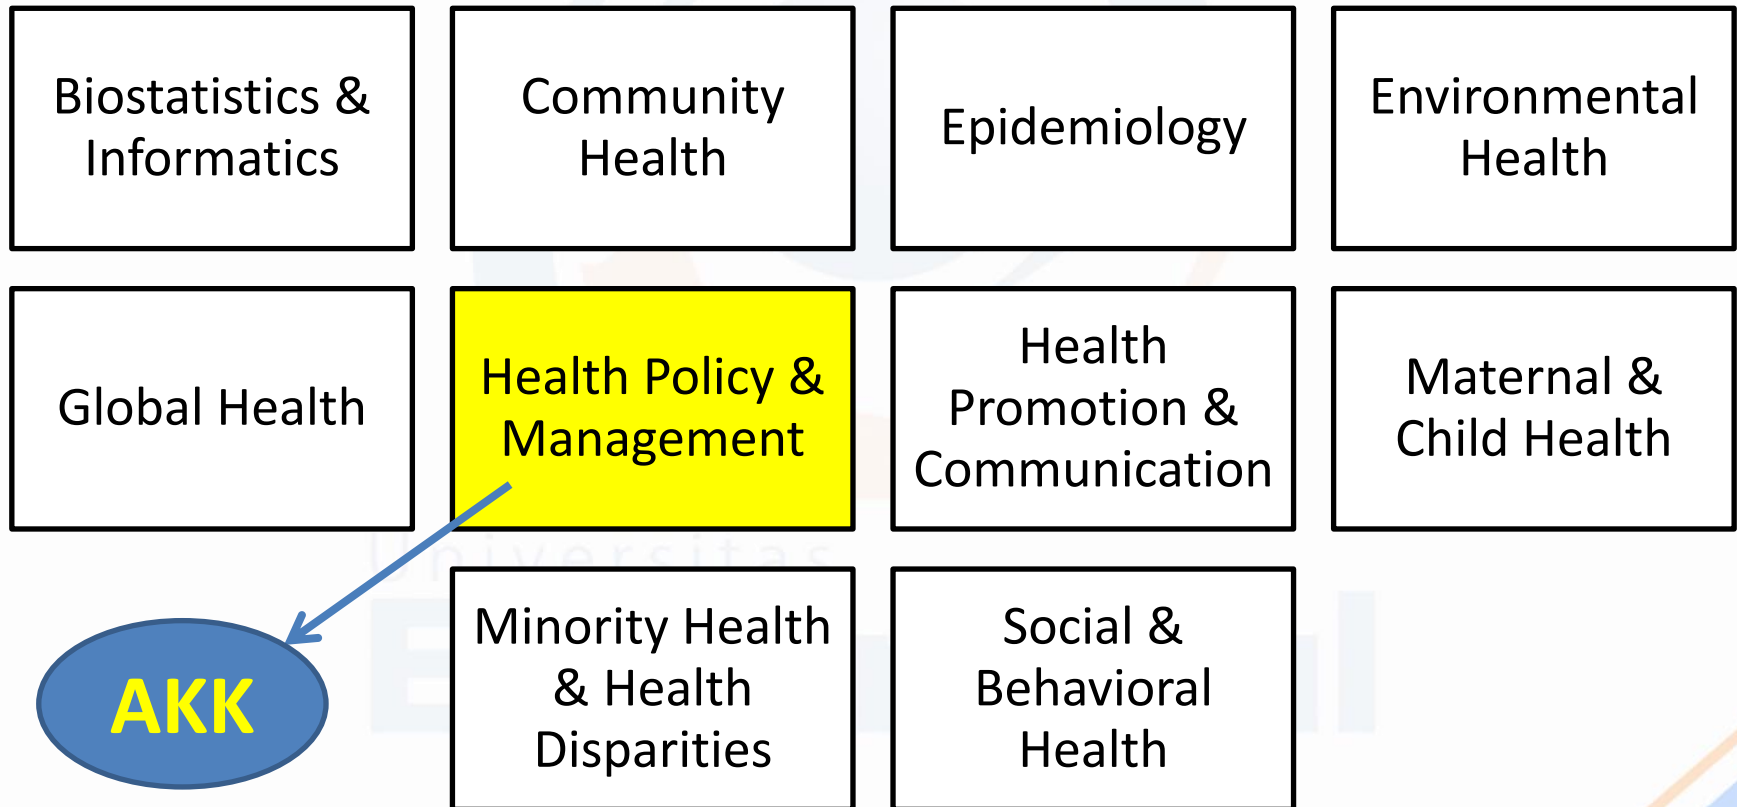 Biostatistics &
Informatics
Community
Health
Epidemiology
Environmental
Health
Global Health
Health Policy &
Management
Health
Promotion &
Communication
Maternal &
Child Health
Universitas
AKK
Minority Health
& Health
Disparities
Social &
Behavioral
Health